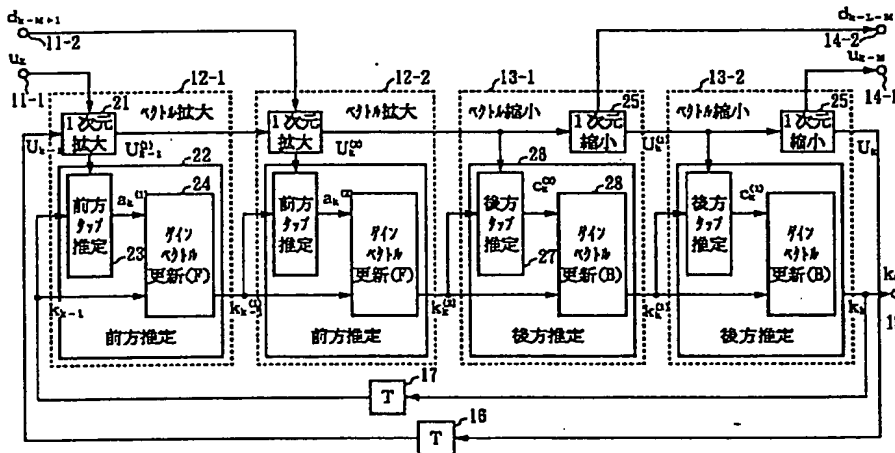 d_{k-M+1}
11-2
u_k
11-1
d_{k-L-M}
14-2
u_{k-M}
14-1
12-1
12-2
13-1
13-2
21
ベクトル拡大
ベクトル拡大
ベクトル縮小
25
ベクトル縮小
25
1次元
拡大
1次元
拡大
1次元
縮小
1次元
縮小
U_{k-1}
U_k
22
24
26
28
前方
タップ
推定
23
a_k^{(1)}
ゲイン
ベクトル
更新(F)
前方
タップ
推定
ゲイン
ベクトル
更新(F)
後方
タップ
推定
27
ゲイン
ベクトル
更新(B)
後方
タップ
推定
c_k^{(1)}
ゲイン
ベクトル
更新(B)
k_{k-1}
k_k
前方推定
前方推定
後方推定
後方推定
17
T
16
T